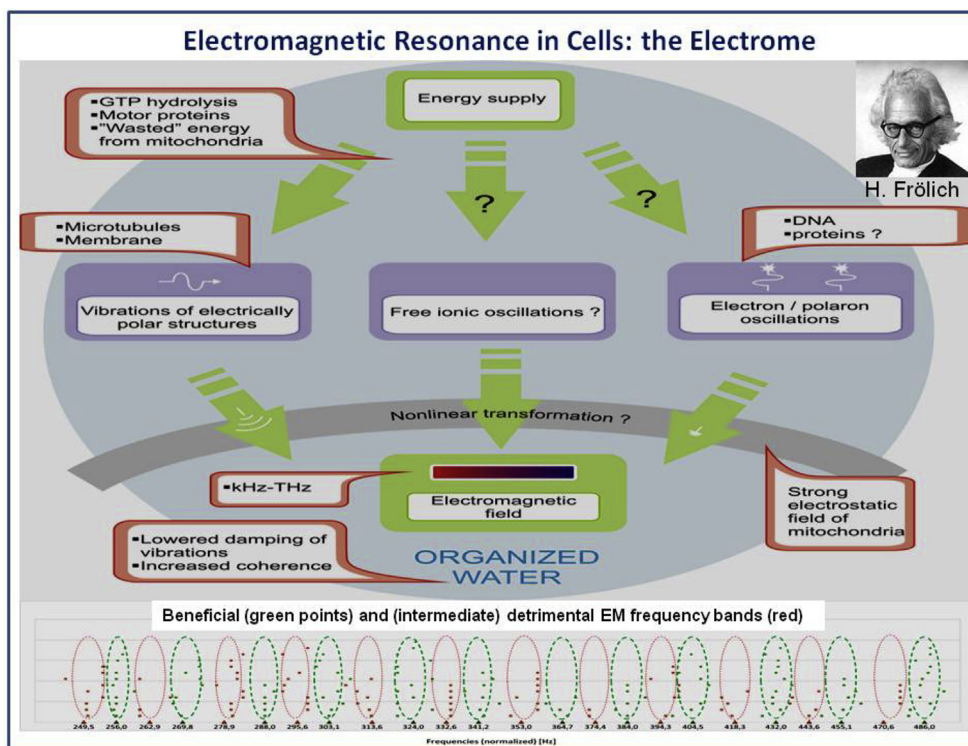 Electromagnetic Resonance in Cells: the Electrome
▪GTP hydrolysis
▪Motor proteins
▪"Wasted" energy
from mitochondria
Energy supply
H. Frölich
?
?
▪Microtubules
▪Membrane
▪DNA
▪proteins ?
Vibrations of electrically
polar structures
Free ionic oscillations ?
Electron / polaron
oscillations
Nonlinear transformation ?
▪kHz-THz
Electromagnetic
field
Strong
electrostatic
field of
mitochondria
▪Lowered damping of
vibrations
▪Increased coherence
ORGANIZED
WATER
Beneficial (green points) and (intermediate) detrimental EM frequency bands (red)
249,5 256,0 262,9 269,8 278,9 288,0 295,6 303,1 313,6 324,0 332,6 341,2 353,0 364,7 374,4 384,0 394,3 404,5 418,3 432,0 443,6 455,1 470,6 486,0
Frequencies (normalized) [Hz]